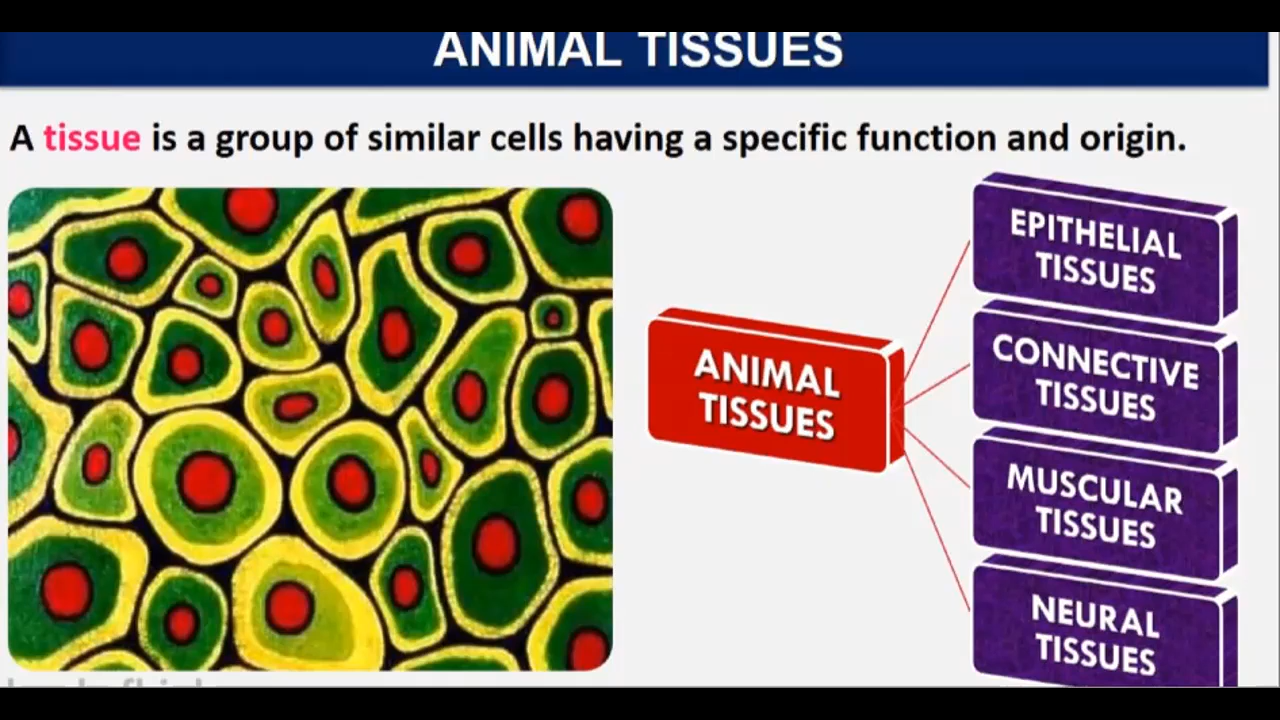 ANIMAL TISSUES
A tissue is a group of similar cells having a specific function and origin.
ANIMAL
TISSUES
EPITHELIAL
TISSUES
CONNECTIVE
TISSUES
MUSCULAR
TISSUES
NEURAL
TISSUES